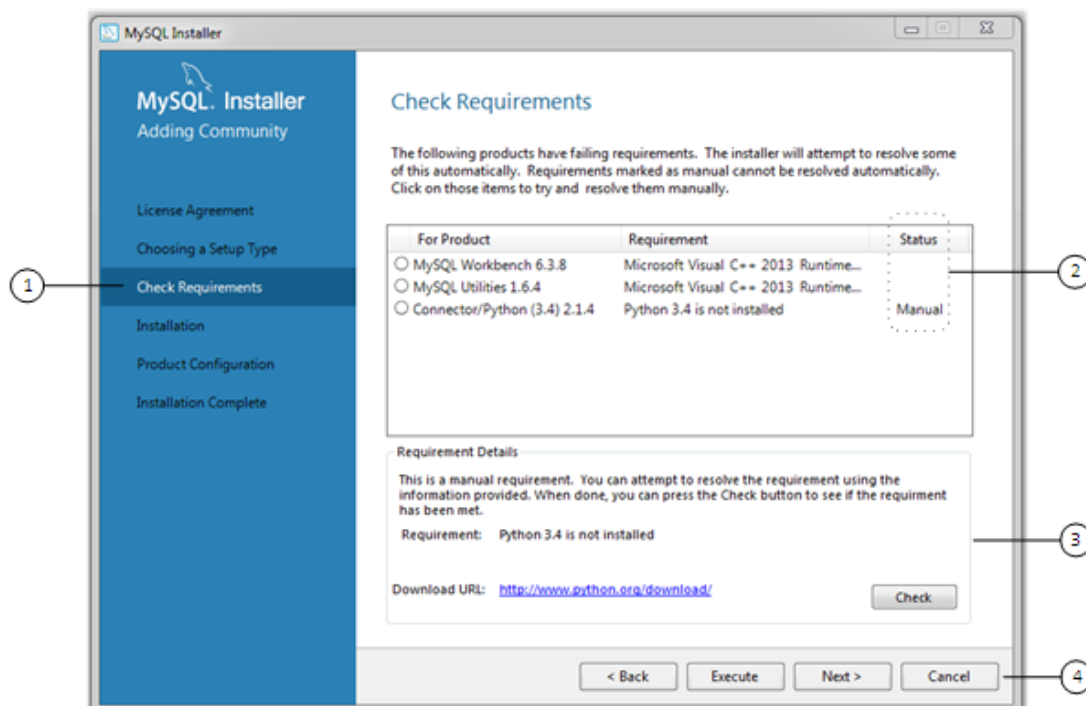 MySQL Installer
MySQL. Installer
Adding Community
License Agreement
Choosing a Setup Type
Check Requirements
Installation
Product Configuration
Installation Complete
Check Requirements
The following products have failing requirements. The installer will attempt to resolve some
of this automatically. Requirements marked as manual cannot be resolved automatically.
Click on those items to try and resolve them manually.
For Product Requirement Status
MySQL Workbench 6.3.8 Microsoft Visual C++ 2013 Runtime...
MySQL Utilities 1.6.4 Microsoft Visual C++ 2013 Runtime...
Connector/Python (3.4) 2.1.4 Python 3.4 is not installed Manual
Requirement Details
This is a manual requirement. You can attempt to resolve the requirement using the
information provided. When done, you can press the Check button to see if the requirment
has been met.
Requirement: Python 3.4 is not installed
Download URL: http://www.python.org/download/
Check
< Back Execute Next > Cancel
1
2
3
4